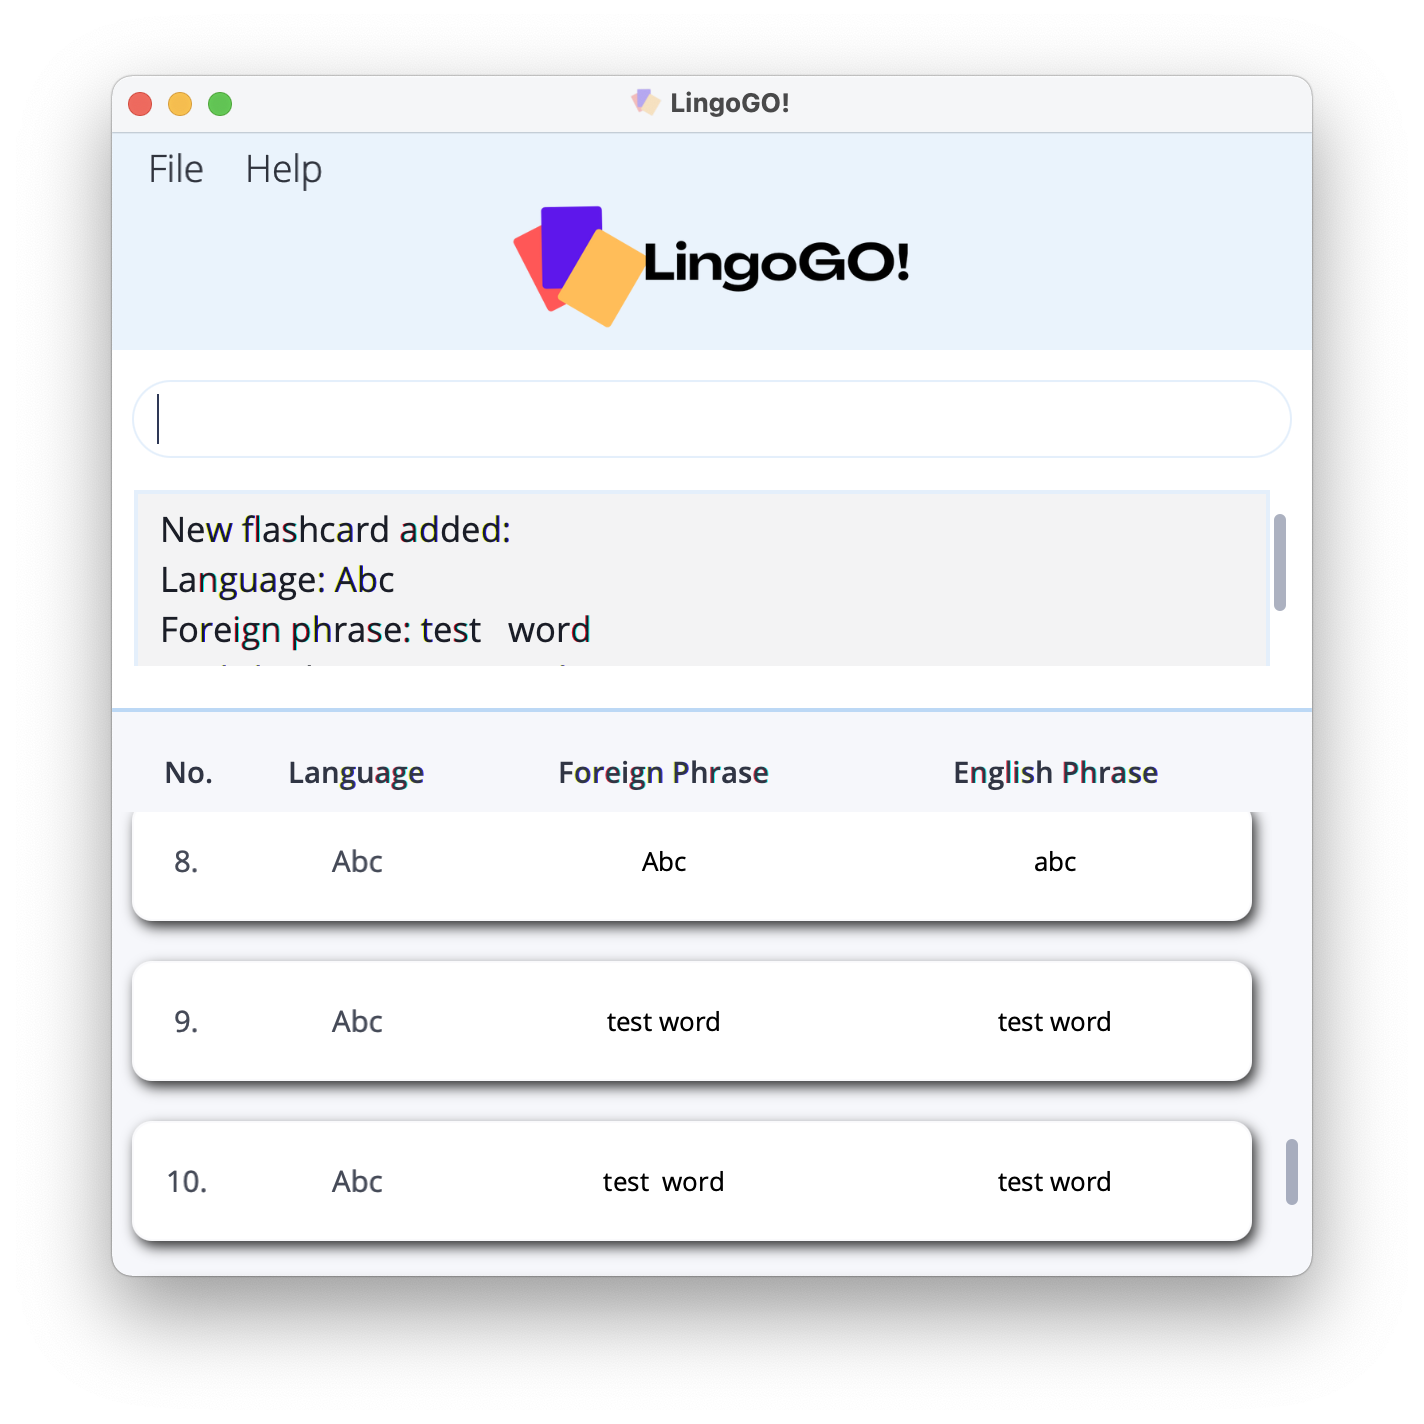 LingoGO!
File Help
LingoGO!
New flashcard added:
Language: Abc
Foreign phrase: test   word
No. Language Foreign Phrase English Phrase
8. Abc Abc abc
9. Abc test word test word
10. Abc test  word test word